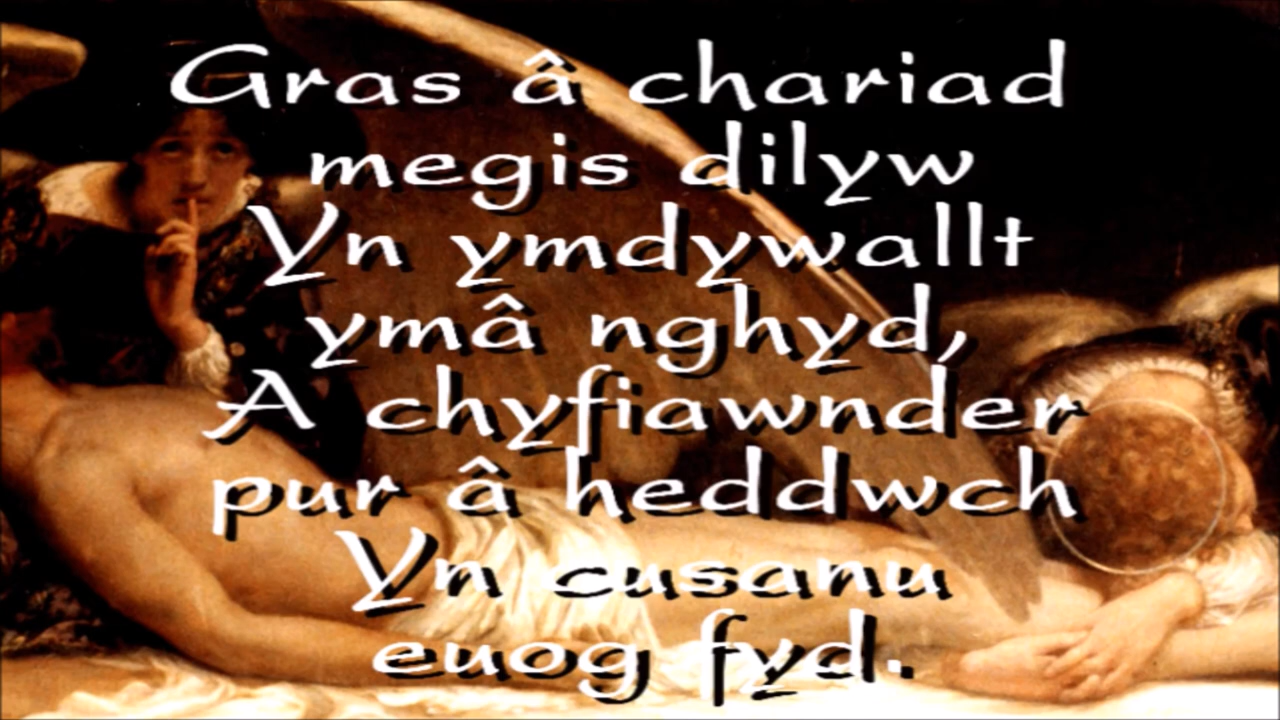 Gras â chariad
megis dilyw
Yn ymdywallt
ymâ nghyd,
A chyfiawnder
pur â heddwch
Yn cusanu
euog fyd.